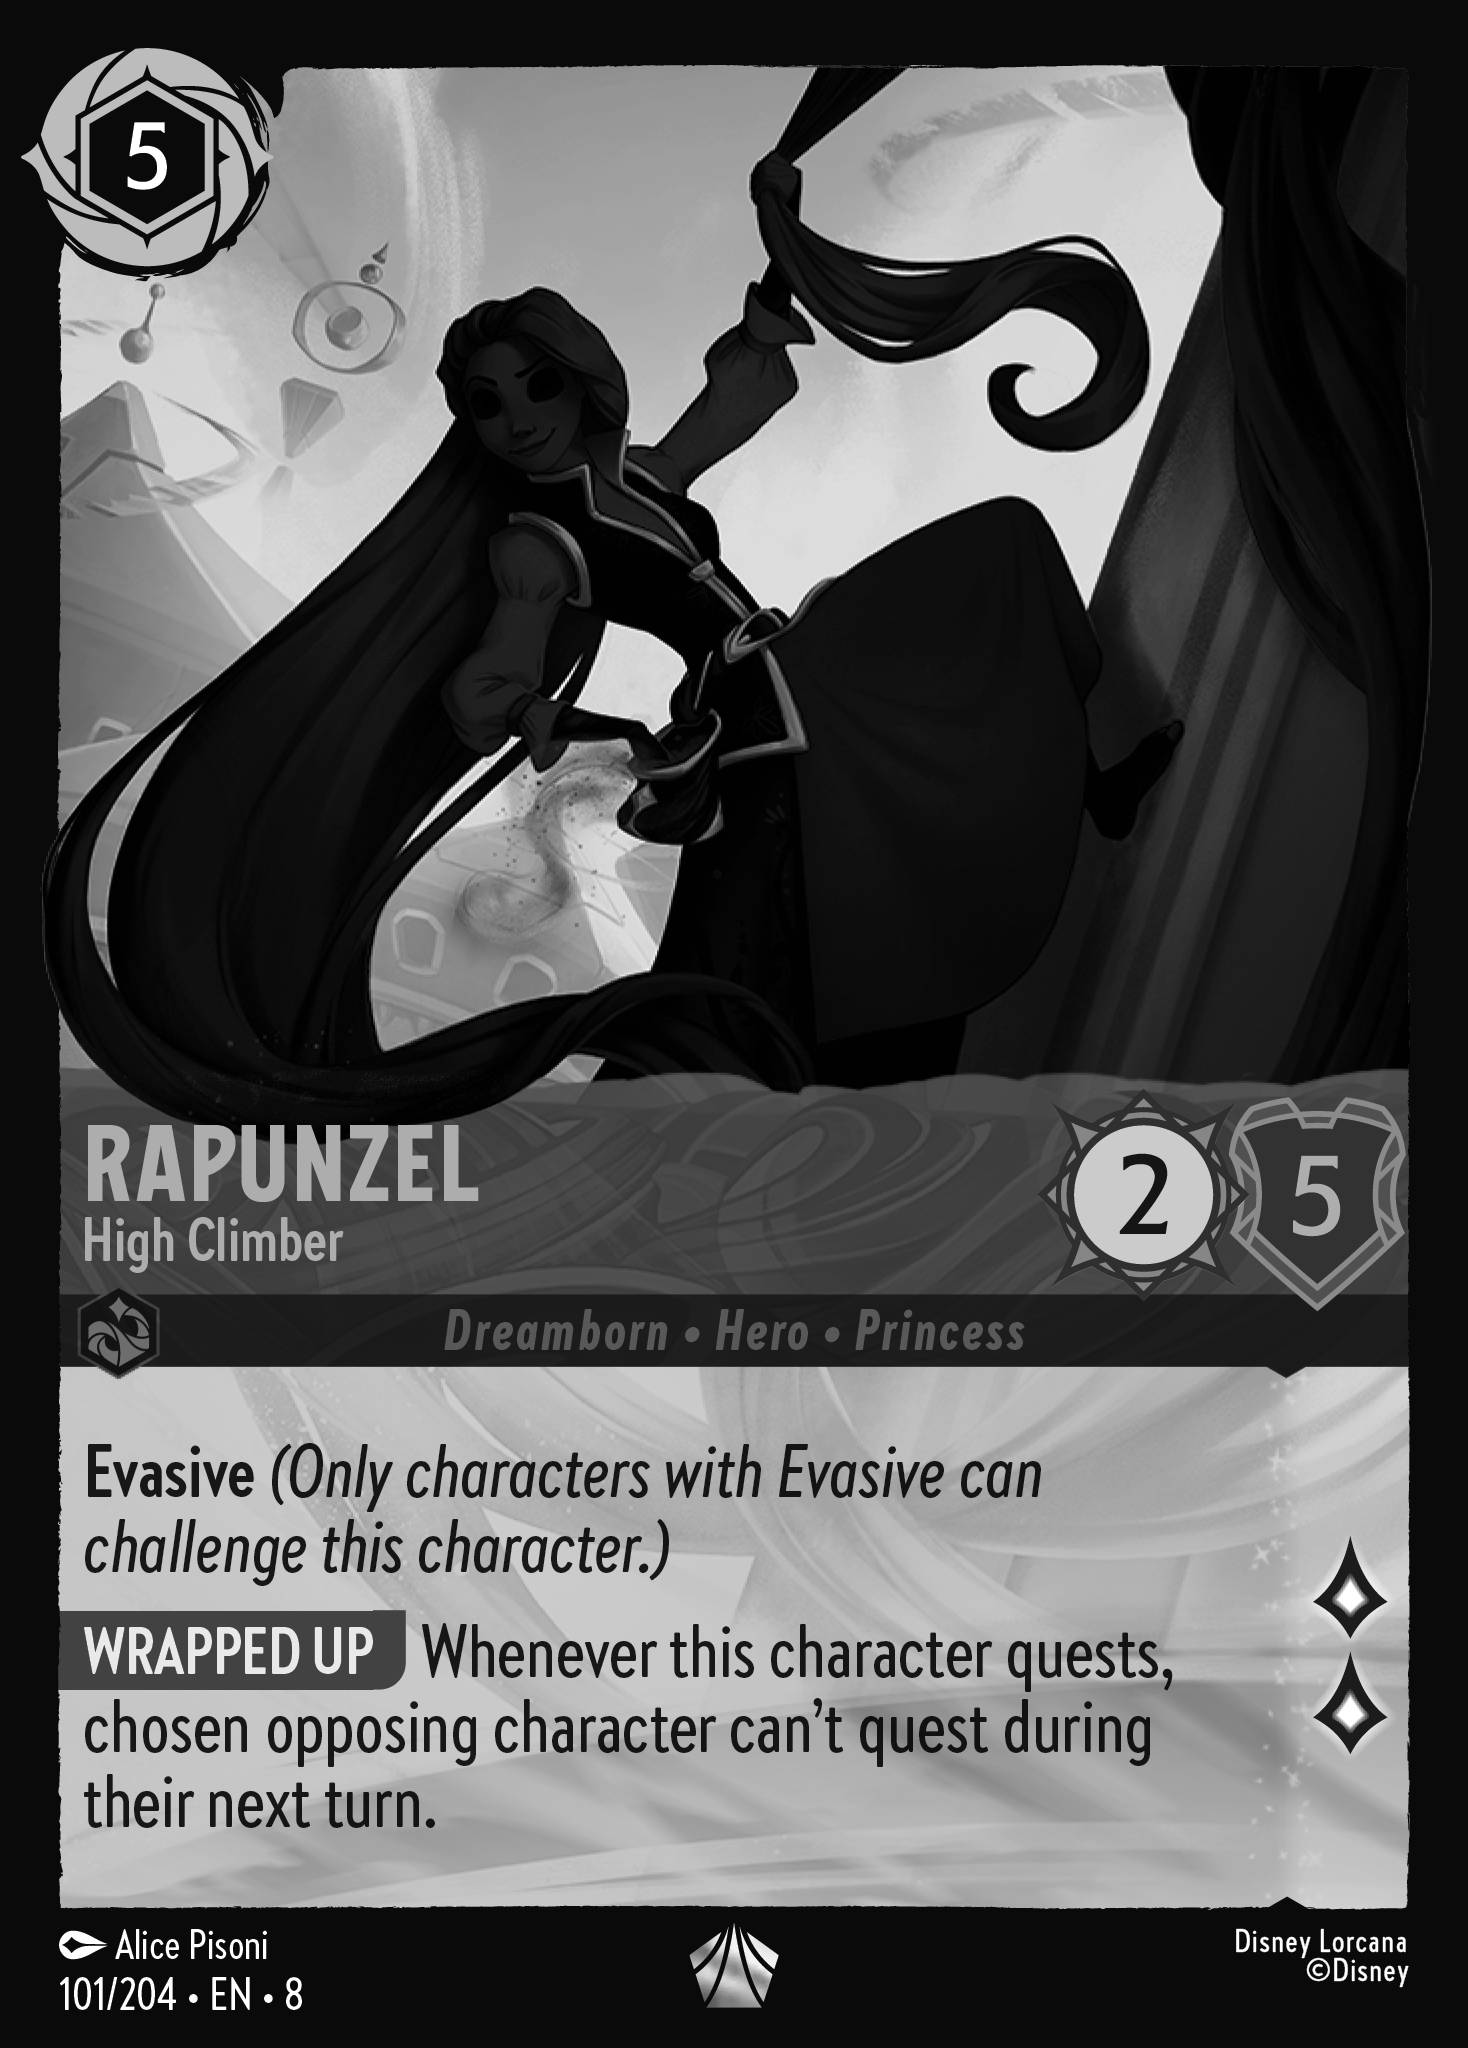 5
RAPUNZEL
High Climber
2 5
Dreamborn • Hero • Princess
Evasive (Only characters with Evasive can
challenge this character.)
WRAPPED UP Whenever this character quests,
chosen opposing character can’t quest during
their next turn.
Alice Pisoni
101/204 • EN • 8
Disney Lorcana
©Disney